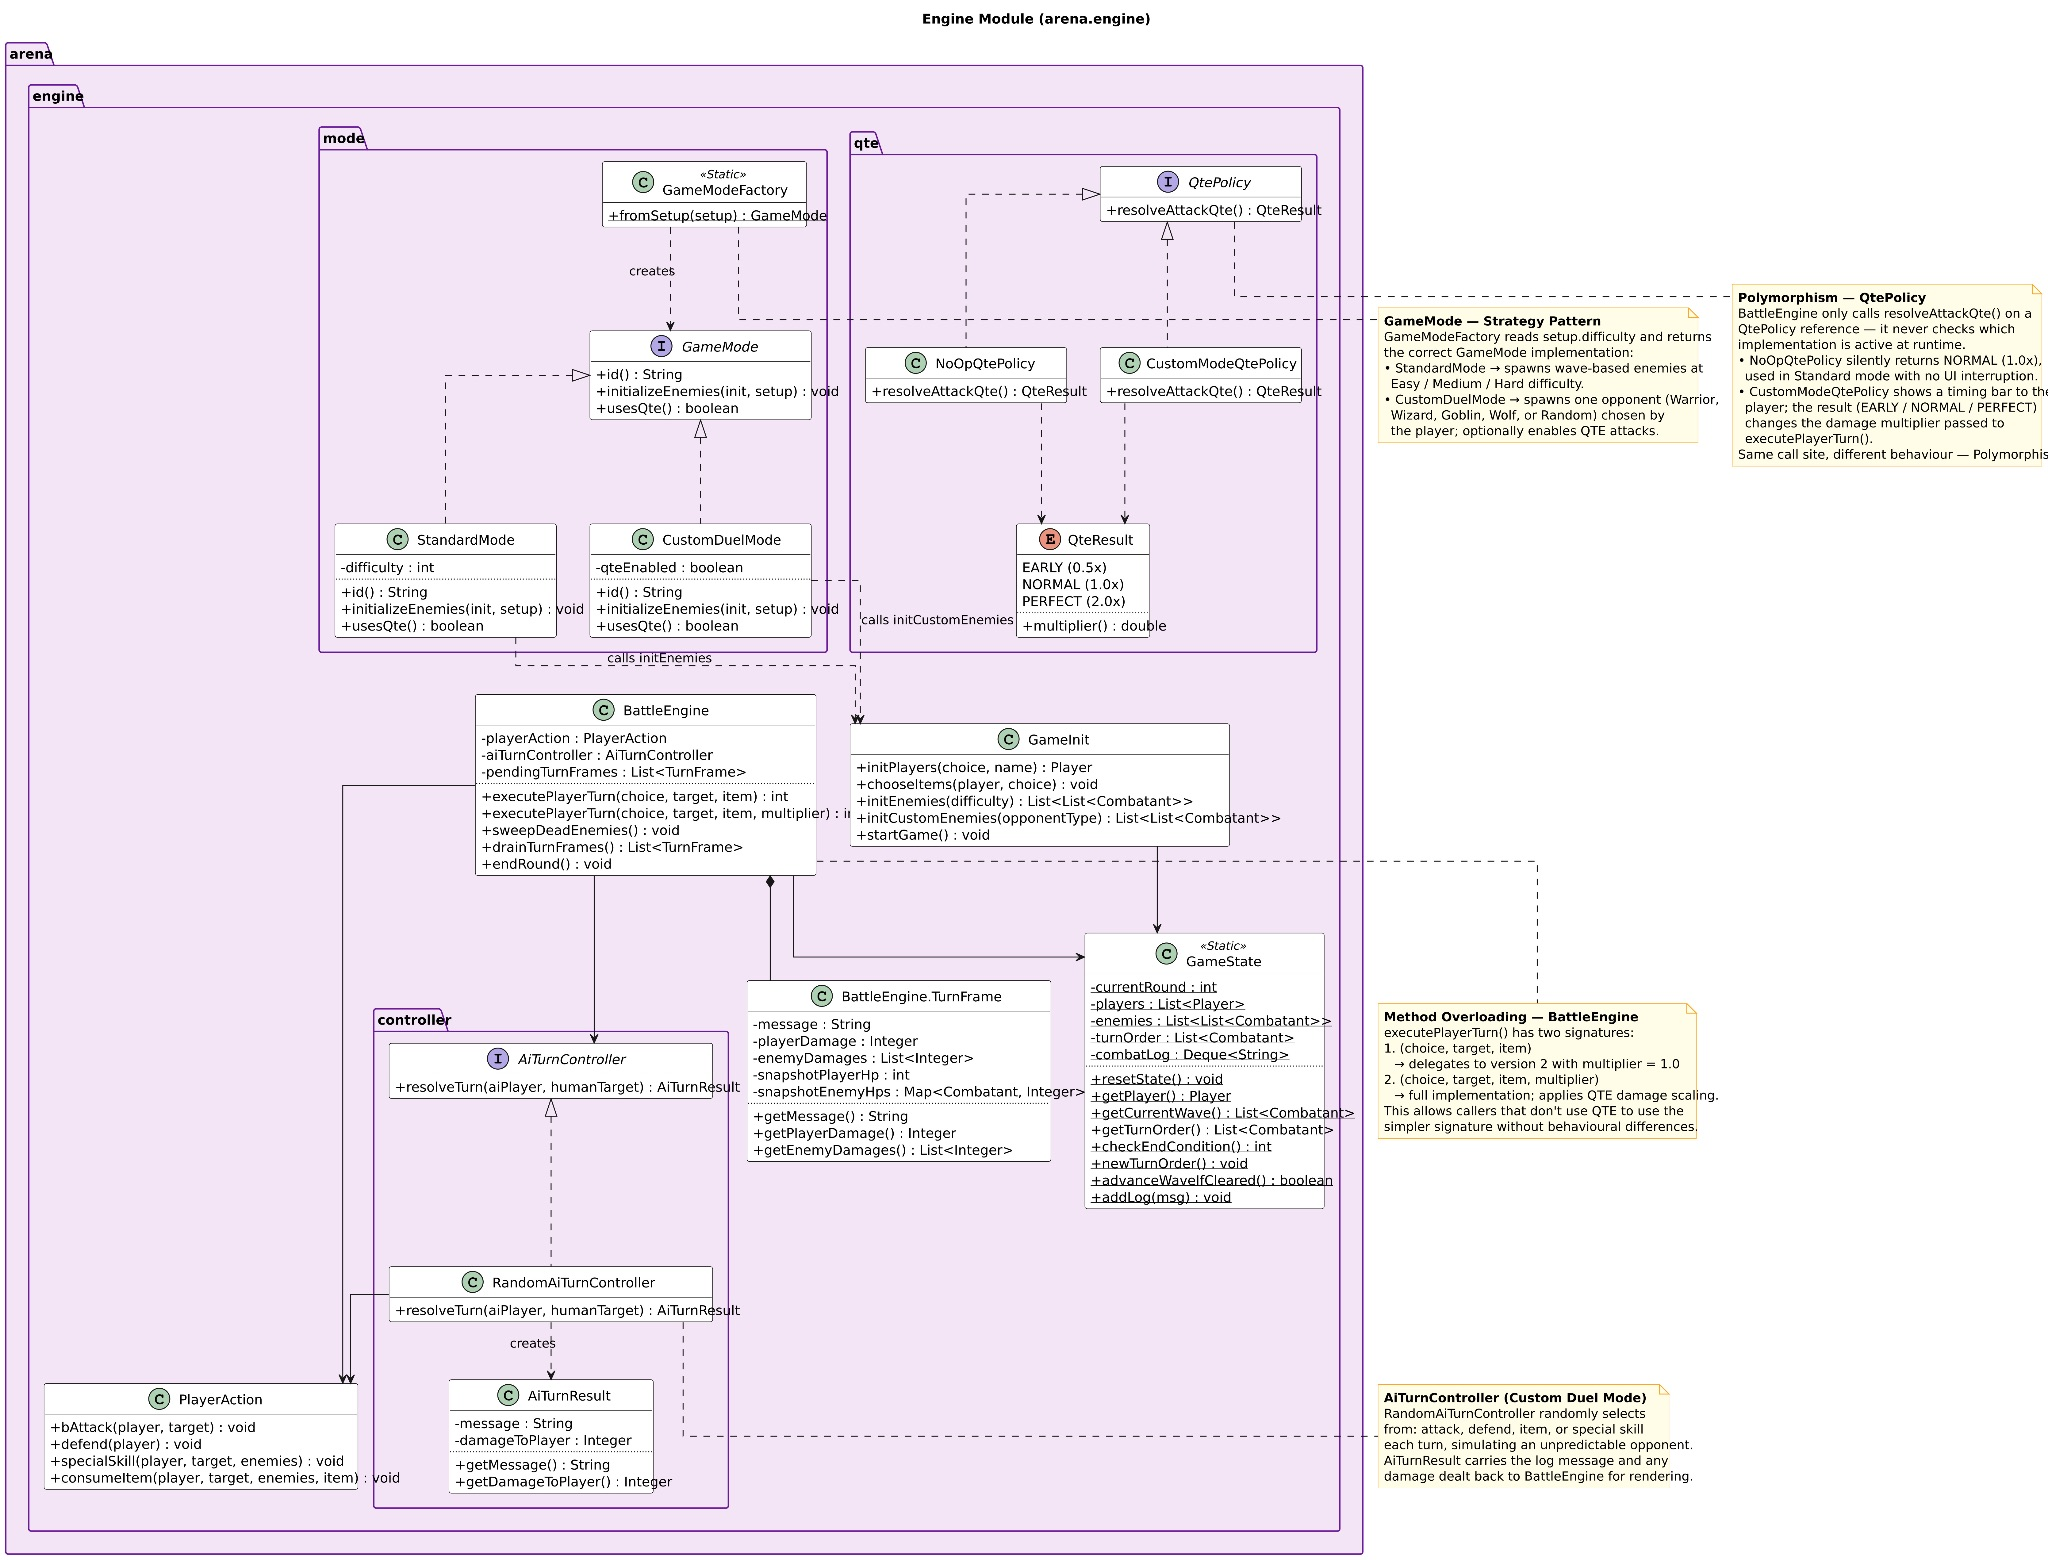 Engine Module (arena.engine)
arena
engine
mode
«Static»
C
GameModeFactory
+fromSetup(setup) : GameMode
creates
I
GameMode
+id() : String
+initializeEnemies(init, setup) : void
+usesQte() : boolean
C
StandardMode
-difficulty : int
+id() : String
+initializeEnemies(init, setup) : void
+usesQte() : boolean
C
CustomDuelMode
-qteEnabled : boolean
+id() : String
+initializeEnemies(init, setup) : void
+usesQte() : boolean
qte
I
QtePolicy
+resolveAttackQte() : QteResult
C
NoOpQtePolicy
+resolveAttackQte() : QteResult
C
CustomModeQtePolicy
+resolveAttackQte() : QteResult
E
QteResult
EARLY (0.5x)
NORMAL (1.0x)
PERFECT (2.0x)
+multiplier() : double
calls initCustomEnemies
calls initEnemies
GameMode — Strategy Pattern
GameModeFactory reads setup.difficulty and returns
the correct GameMode implementation:
• StandardMode → spawns wave-based enemies at
Easy / Medium / Hard difficulty.
• CustomDuelMode → spawns one opponent (Warrior,
Wizard, Goblin, Wolf, or Random) chosen by
the player; optionally enables QTE attacks.
Polymorphism — QtePolicy
BattleEngine only calls resolveAttackQte() on a
QtePolicy reference — it never checks which
implementation is active at runtime.
• NoOpQtePolicy silently returns NORMAL (1.0x),
used in Standard mode with no UI interruption.
• CustomModeQtePolicy shows a timing bar to the
player; the result (EARLY / NORMAL / PERFECT)
changes the damage multiplier passed to
executePlayerTurn().
Same call site, different behaviour — Polymorphis
C
BattleEngine
-playerAction : PlayerAction
-aiTurnController : AiTurnController
-pendingTurnFrames : List<TurnFrame>
+executePlayerTurn(choice, target, item) : int
+executePlayerTurn(choice, target, item, multiplier) : i
+sweepDeadEnemies() : void
+drainTurnFrames() : List<TurnFrame>
+endRound() : void
C
GameInit
+initPlayers(choice, name) : Player
+chooseItems(player, choice) : void
+initEnemies(difficulty) : List<List<Combatant>>
+initCustomEnemies(opponentType) : List<List<Combatant>>
+startGame() : void
C
BattleEngine.TurnFrame
-message : String
-playerDamage : Integer
-enemyDamages : List<Integer>
-snapshotPlayerHp : int
-snapshotEnemyHps : Map<Combatant, Integer>
+getMessage() : String
+getPlayerDamage() : Integer
+getEnemyDamages() : List<Integer>
«Static»
C
GameState
-currentRound : int
-players : List<Player>
-enemies : List<List<Combatant>>
-turnOrder : List<Combatant>
-combatLog : Deque<String>
+resetState() : void
+getPlayer() : Player
+getCurrentWave() : List<Combatant>
+getTurnOrder() : List<Combatant>
+checkEndCondition() : int
+newTurnOrder() : void
+advanceWaveIfCleared() : boolean
+addLog(msg) : void
Method Overloading — BattleEngine
executePlayerTurn() has two signatures:
1. (choice, target, item)
→ delegates to version 2 with multiplier = 1.0
2. (choice, target, item, multiplier)
→ full implementation; applies QTE damage scaling.
This allows callers that don't use QTE to use the
simpler signature without behavioural differences.
controller
I
AiTurnController
+resolveTurn(aiPlayer, humanTarget) : AiTurnResult
C
RandomAiTurnController
+resolveTurn(aiPlayer, humanTarget) : AiTurnResult
creates
C
AiTurnResult
-message : String
-damageToPlayer : Integer
+getMessage() : String
+getDamageToPlayer() : Integer
C
PlayerAction
+bAttack(player, target) : void
+defend(player) : void
+specialSkill(player, target, enemies) : void
+consumeItem(player, target, enemies, item) : void
AiTurnController (Custom Duel Mode)
RandomAiTurnController randomly selects
from: attack, defend, item, or special skill
each turn, simulating an unpredictable opponent.
AiTurnResult carries the log message and any
damage dealt back to BattleEngine for rendering.